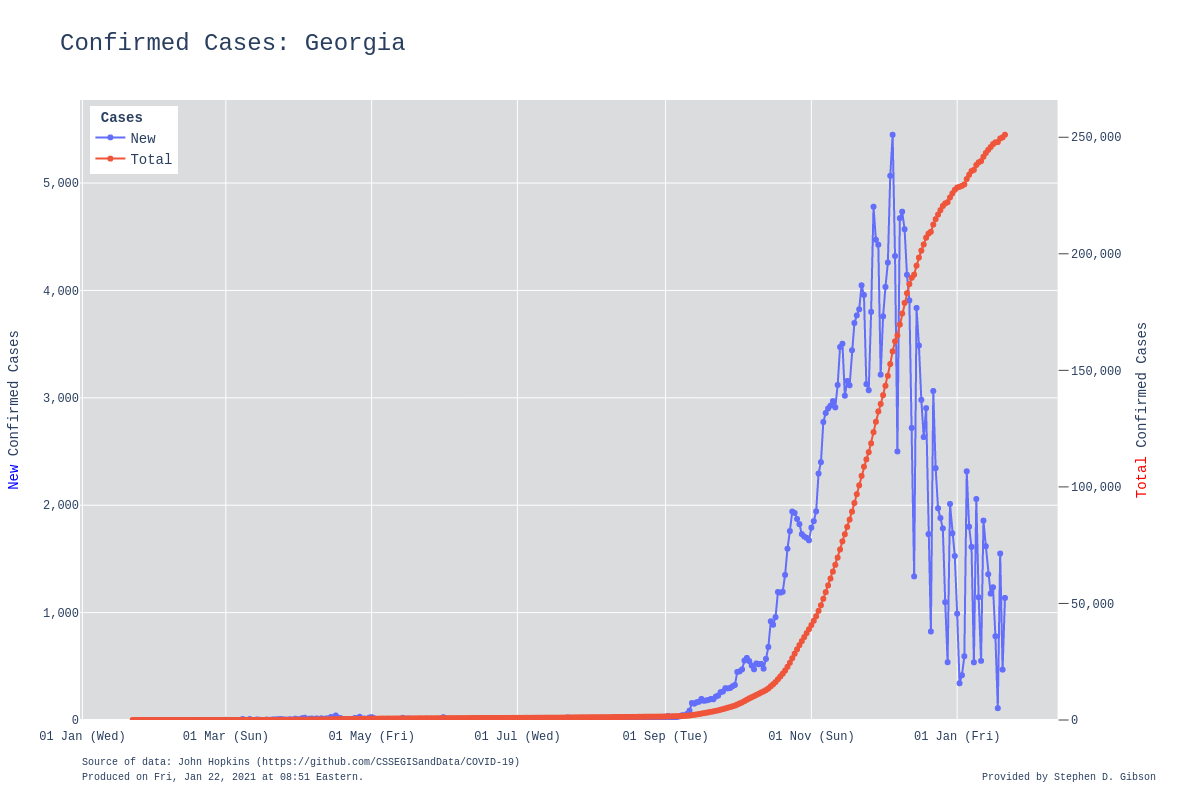 Confirmed Cases: Georgia
Cases
New
Total
5,000
4,000
3,000
2,000
1,000
0
250,000
200,000
150,000
100,000
50,000
0
New Confirmed Cases
Total Confirmed Cases
01 Jan (Wed) 01 Mar (Sun) 01 May (Fri) 01 Jul (Wed) 01 Sep (Tue) 01 Nov (Sun) 01 Jan (Fri)
Source of data: John Hopkins (https://github.com/CSSEGISandData/COVID-19)
Produced on Fri, Jan 22, 2021 at 08:51 Eastern.
Provided by Stephen D. Gibson